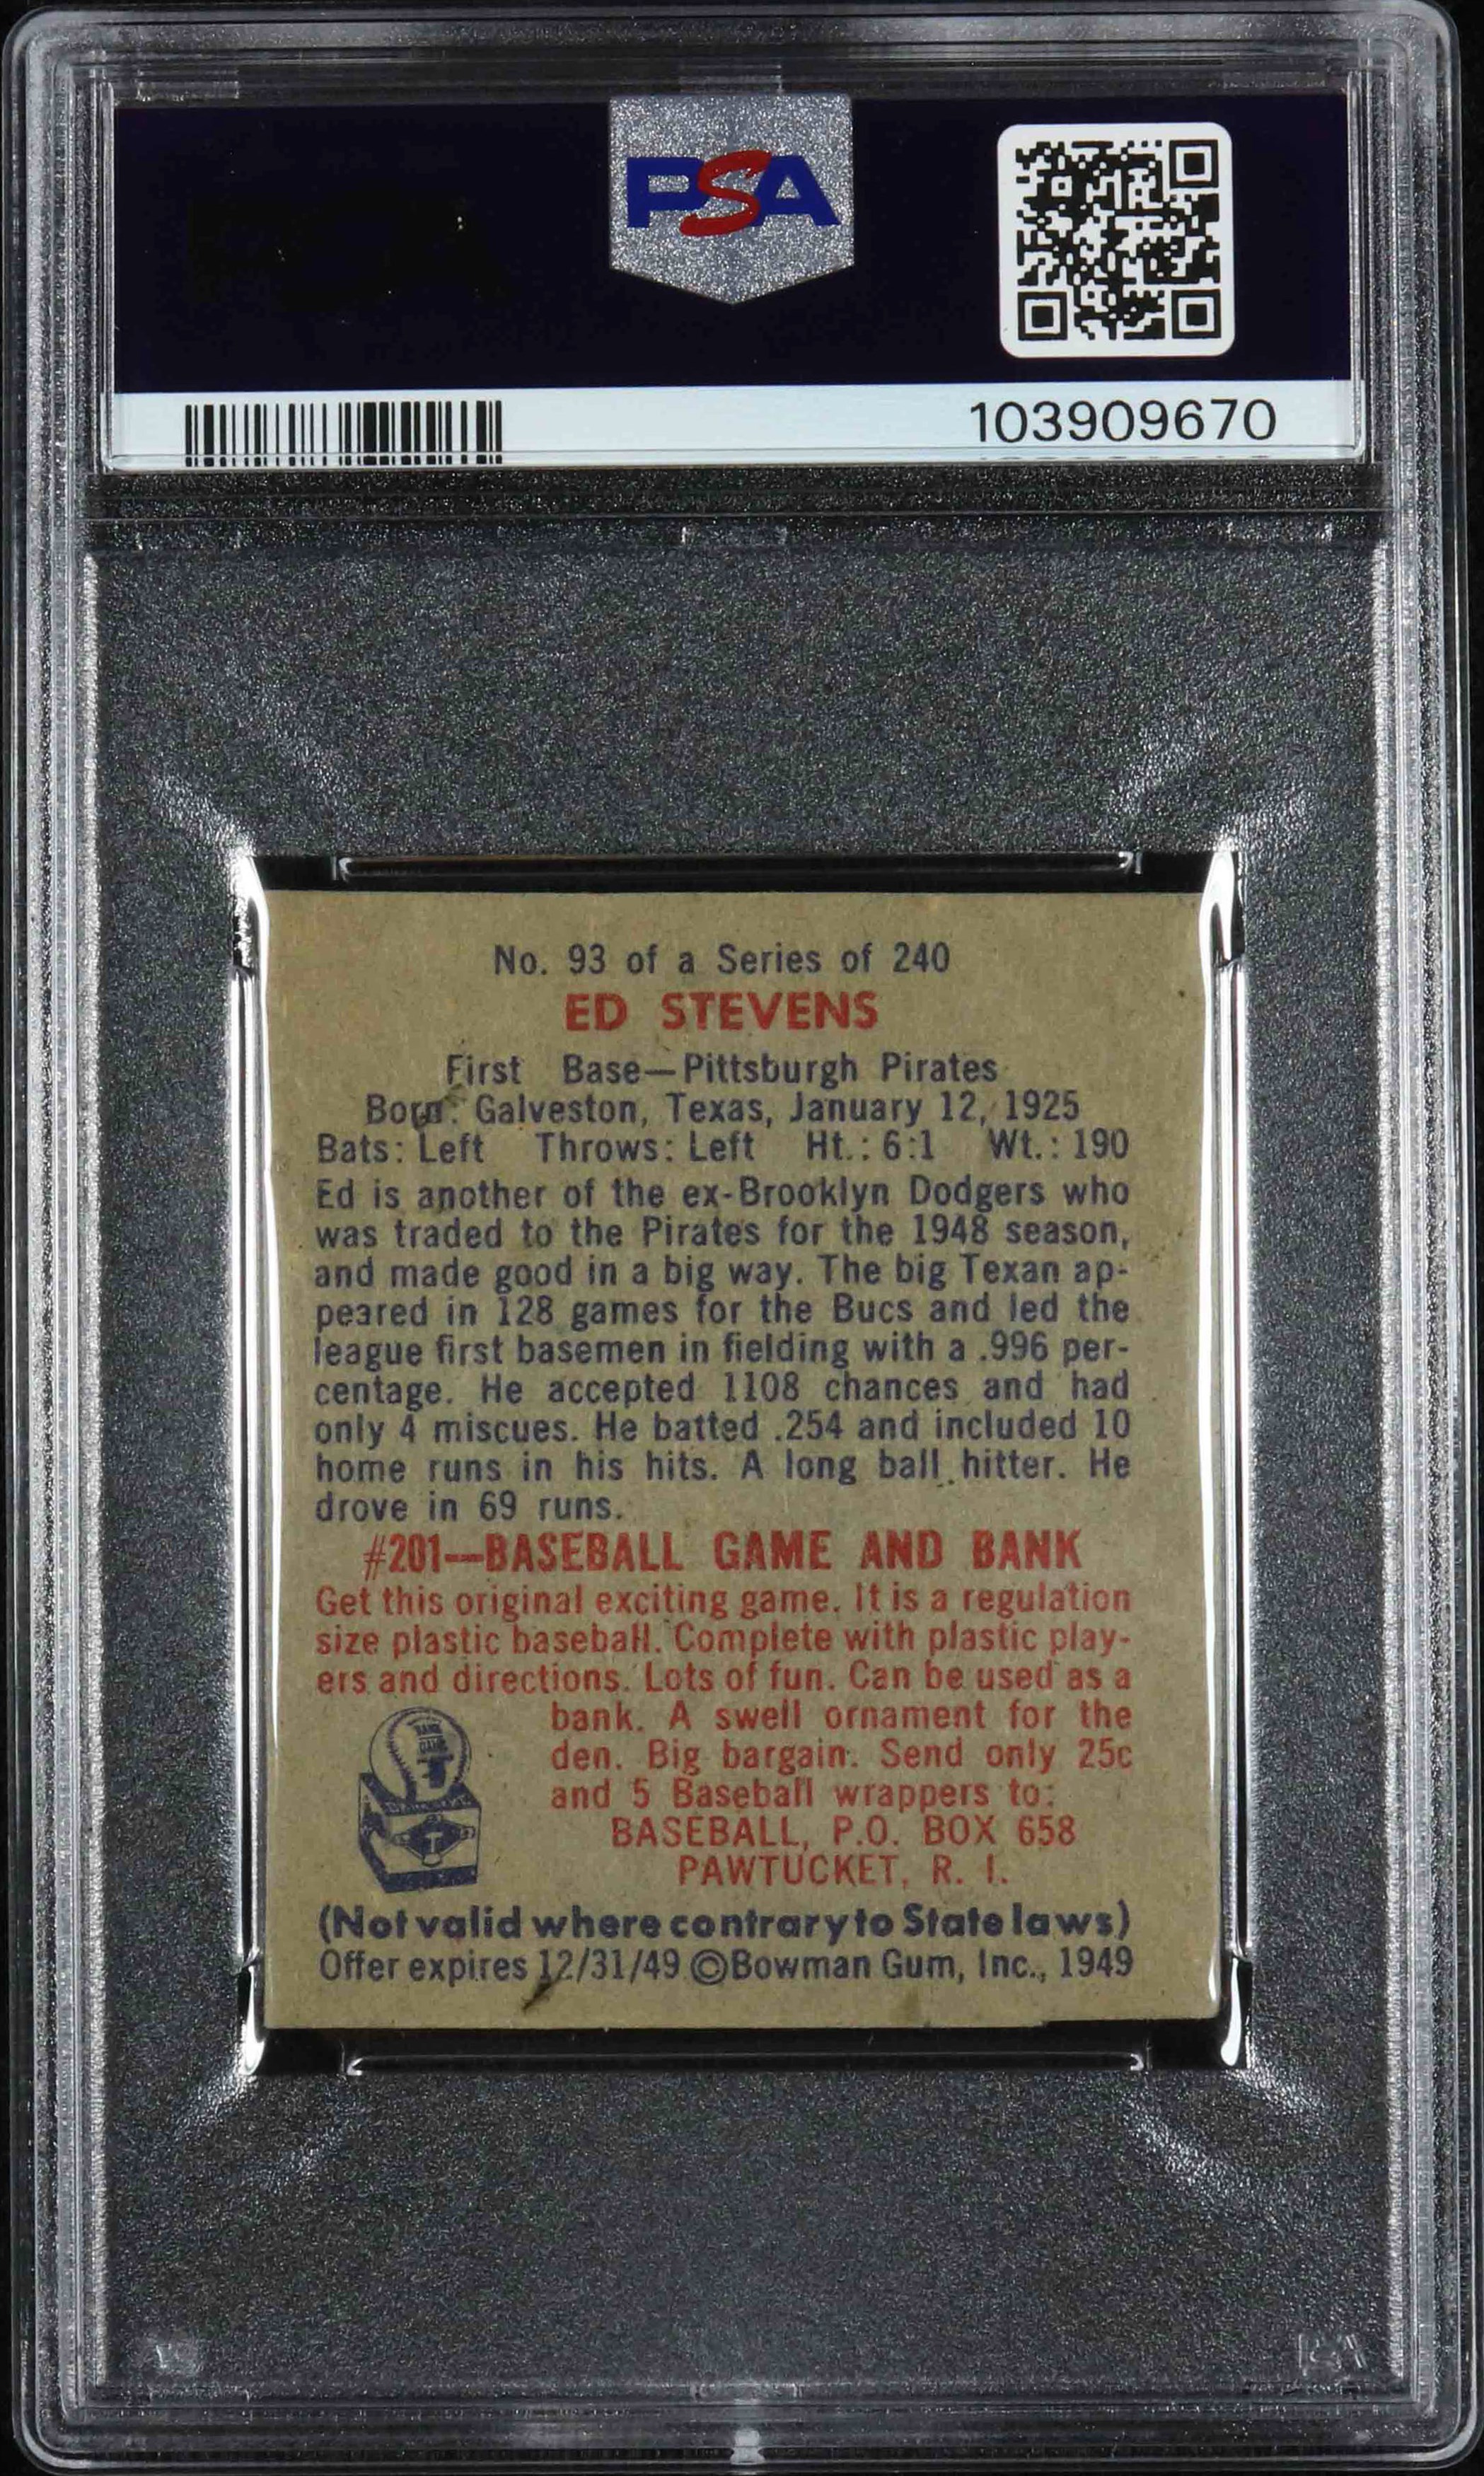 PSA
103909670
No. 93 of a Series of 240
ED STEVENS
First Base—Pittsburgh Pirates
Born: Galveston, Texas, January 12, 1925
Bats: Left Throws: Left Ht.: 6:1 Wt.: 190
Ed is another of the ex-Brooklyn Dodgers who
was traded to the Pirates for the 1948 season,
and made good in a big way. The big Texan ap-
peared in 128 games for the Bucs and led the
league first basemen in fielding with a .996 per-
centage. He accepted 1108 chances and had
only 4 miscues. He batted .254 and included 10
home runs in his hits. A long ball hitter. He
drove in 69 runs.
#201—BASEBALL GAME AND BANK
Get this original exciting game. It is a regulation
size plastic baseball. Complete with plastic play-
ers and directions. Lots of fun. Can be used as a
bank. A swell ornament for the
den. Big bargain. Send only 25c
and 5 Baseball wrappers to:
BASEBALL, P.O. BOX 658
PAWTUCKET, R. I.
(Not valid where contrary to State laws)
Offer expires 12/31/49 ©Bowman Gum, Inc., 1949